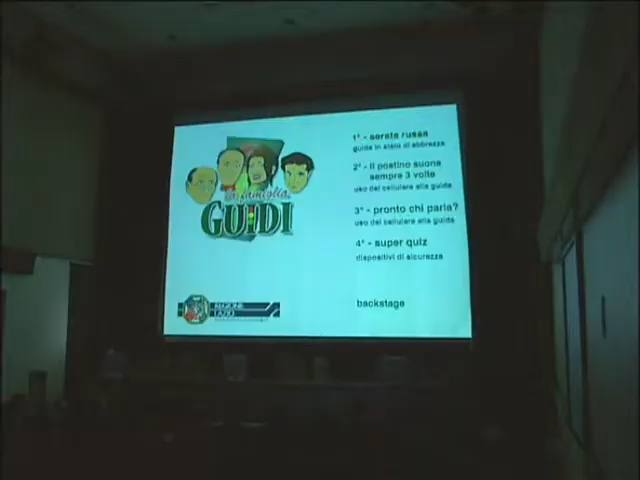 la famiglia
GUIDI
1° - serata russa
guida in stato di ebbrezza
2° - il postino suona
sempre 3 volte
uso del cellulare alla guida
3° - pronto chi parla?
uso del cellulare alla guida
4° - super quiz
dispositivi di sicurezza
backstage
REGIONE
LAZIO